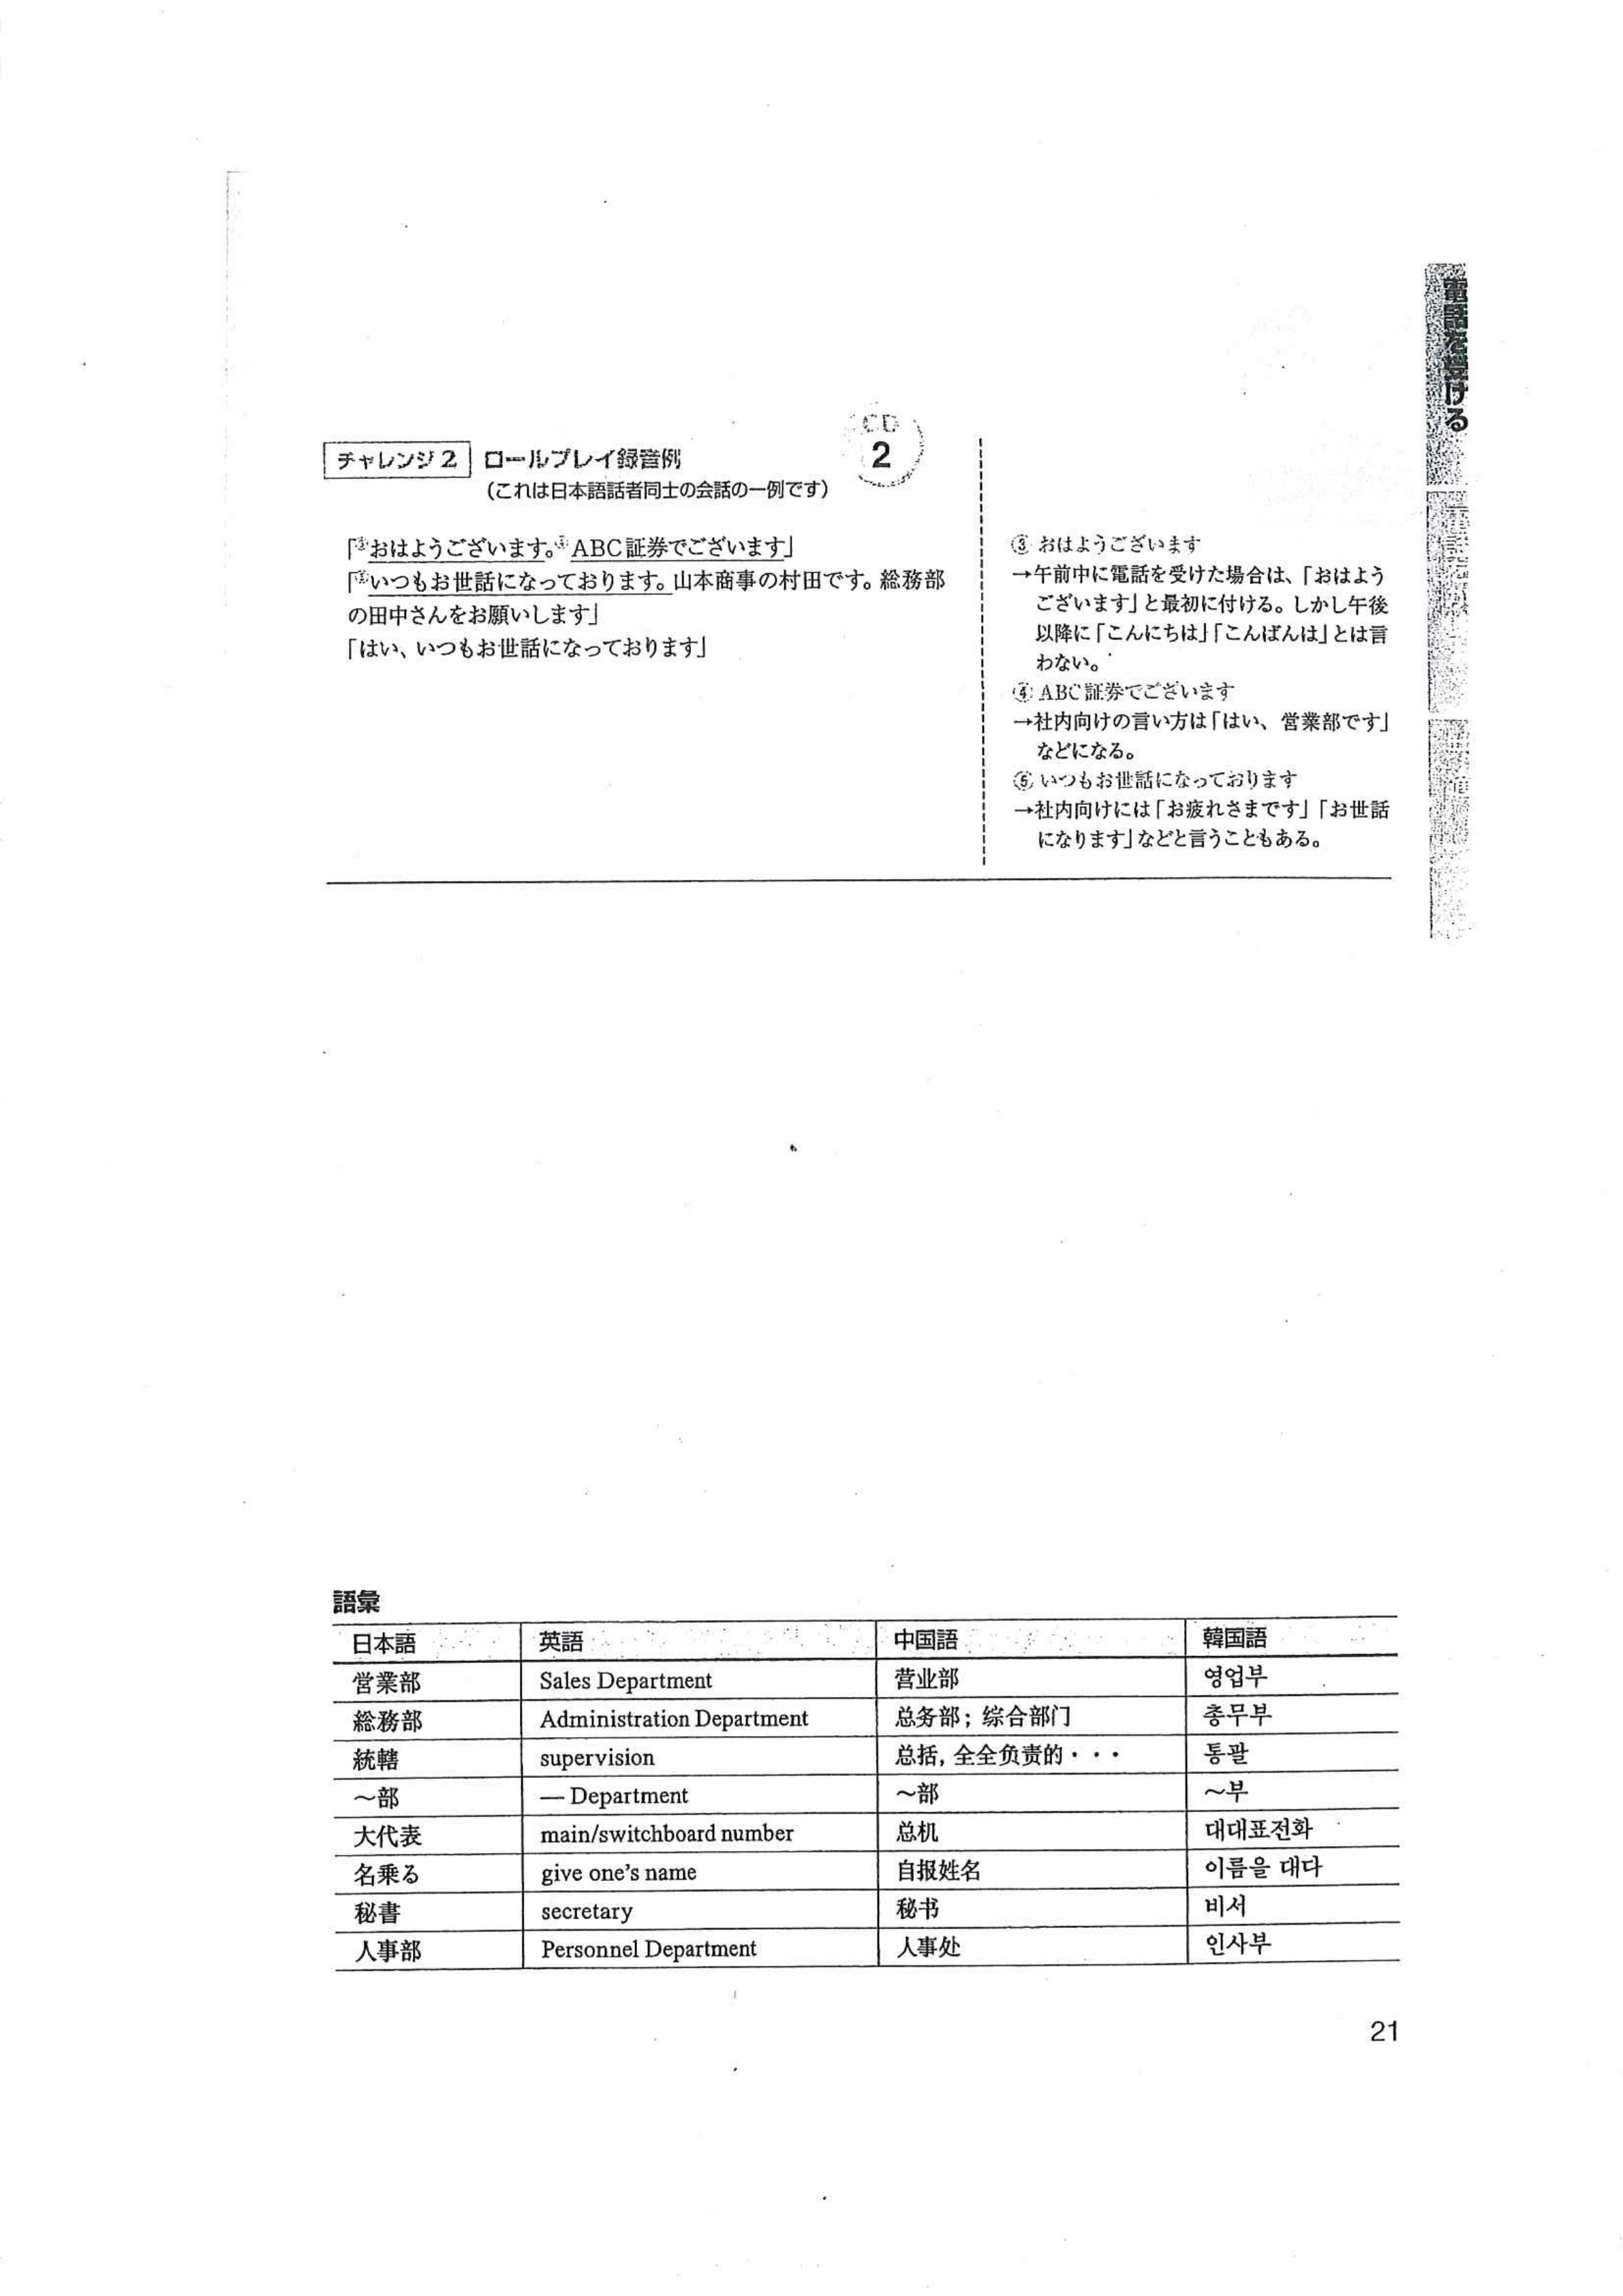 電話を受ける
CD
2
チャレンジ2 ロールプレイ録音例
(これは日本語話者同士の会話の一例です)
「③おはようございます。④ABC証券でございます」
「⑤いつもお世話になっております。山本商事の村田です。総務部
の田中さんをお願いします」
「はい、いつもお世話になっております」
③ おはようございます
→午前中に電話を受けた場合は、「おはよう
ございます」と最初に付ける。しかし午後
以降に「こんにちは」「こんばんは」とは言
わない。
④ ABC証券でございます
→社内向けの言い方は「はい、営業部です」
などになる。
⑤ いつもお世話になっております
→社内向けには「お疲れさまです」「お世話
になります」などと言うこともある。
語彙
日本語 英語 中国語 韓国語
営業部 Sales Department 营业部 영업부
総務部 Administration Department 总务部；综合部门 총무부
統轄 supervision 总括, 全全负责的・・・ 통괄
〜部 — Department 〜部 〜부
大代表 main/switchboard number 总机 대대표전화
名乗る give one's name 自报姓名 이름을 대다
秘書 secretary 秘书 비서
人事部 Personnel Department 人事处 인사부
21